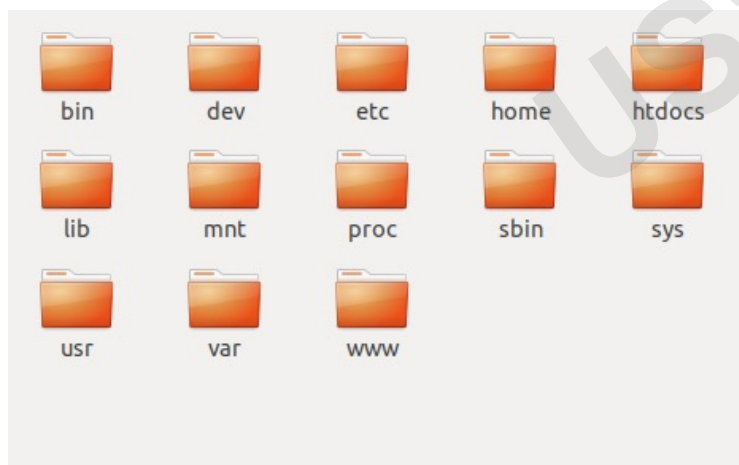 bin dev etc home htdocs
lib mnt proc sbin sys
usr var www